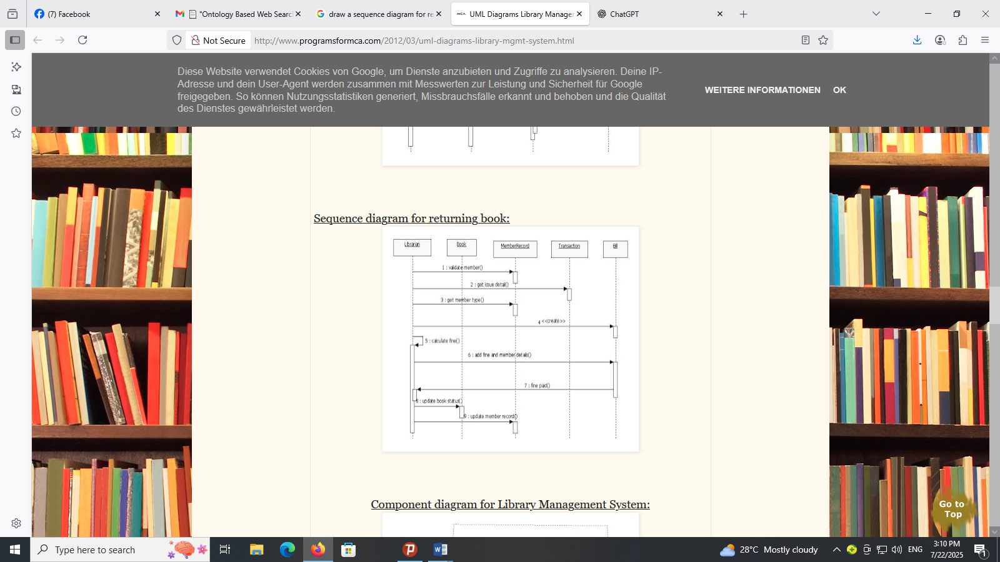 (7) Facebook
"Ontology Based Web Searc
draw a sequence diagram for re
MCA
UML Diagrams Library Manager
ChatGPT
Not Secure
http://www.programsformca.com/2012/03/uml-diagrams-library-mgmt-system.html
Diese Website verwendet Cookies von Google, um Dienste anzubieten und Zugriffe zu analysieren. Deine IP-
Adresse und dein User-Agent werden zusammen mit Messwerten zur Leistung und Sicherheit für Google
freigegeben. So können Nutzungsstatistiken generiert, Missbrauchsfälle erkannt und behoben und die Qualität
des Dienstes gewährleistet werden.
WEITERE INFORMATIONEN
OK
Sequence diagram for returning book:
Librarian
Book
MemberRecord
Transaction
Bill
1 : validate member()
2 : get issue detail()
3 : get member type()
4 <<create>>
5 : calculate fine()
6 : add fine and member details()
7 : fine paid()
8 : update book status()
9 : update member record()
Component diagram for Library Management System:
Go to
Top
Type here to search
28°C Mostly cloudy
ENG
3:10 PM
7/22/2025
1